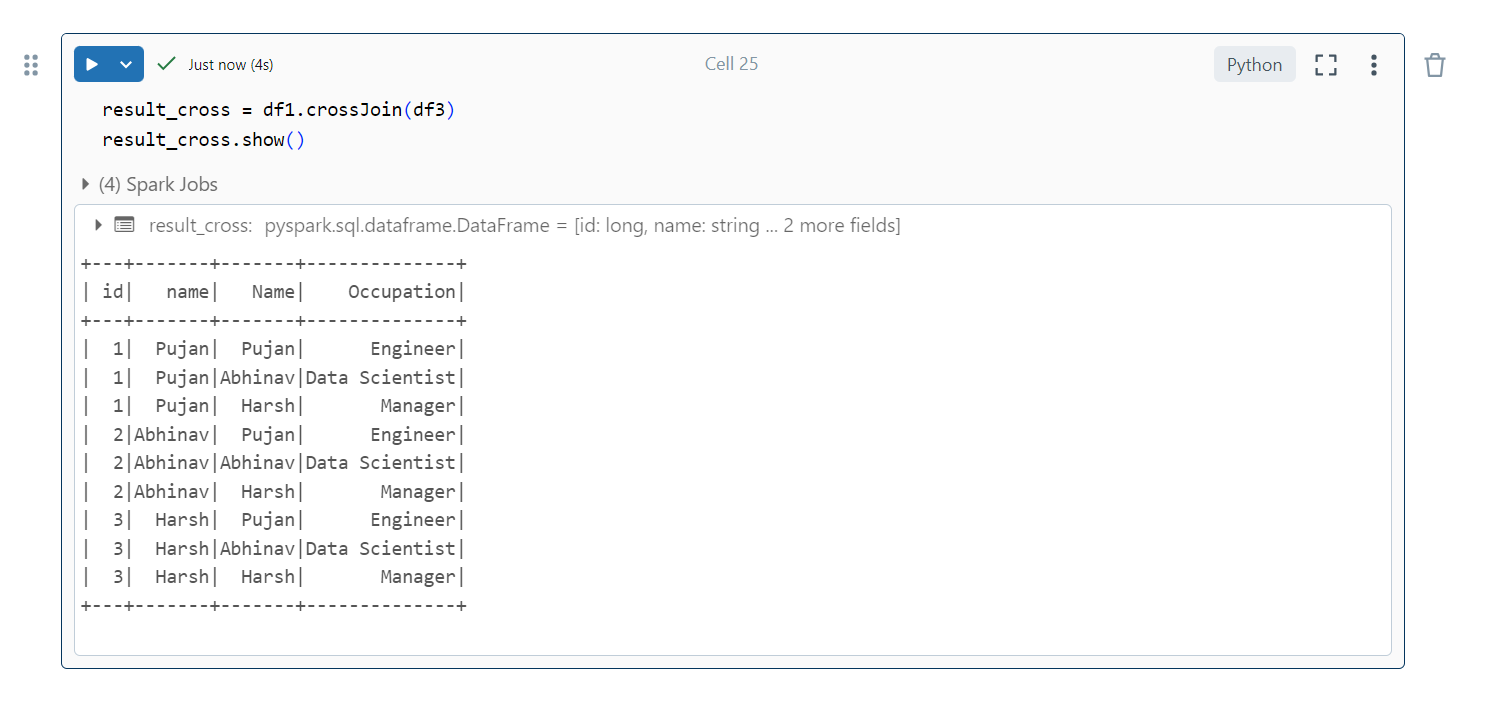 Just now (4s)
Cell 25
Python
result_cross = df1.crossJoin(df3)
result_cross.show()
(4) Spark Jobs
result_cross: pyspark.sql.dataframe.DataFrame = [id: long, name: string ... 2 more fields]
+---+-------+-------+--------------+
| id|   name|   Name|    Occupation|
+---+-------+-------+--------------+
|  1|  Pujan|  Pujan|      Engineer|
|  1|  Pujan|Abhinav|Data Scientist|
|  1|  Pujan|  Harsh|       Manager|
|  2|Abhinav|  Pujan|      Engineer|
|  2|Abhinav|Abhinav|Data Scientist|
|  2|Abhinav|  Harsh|       Manager|
|  3|  Harsh|  Pujan|      Engineer|
|  3|  Harsh|Abhinav|Data Scientist|
|  3|  Harsh|  Harsh|       Manager|
+---+-------+-------+--------------+